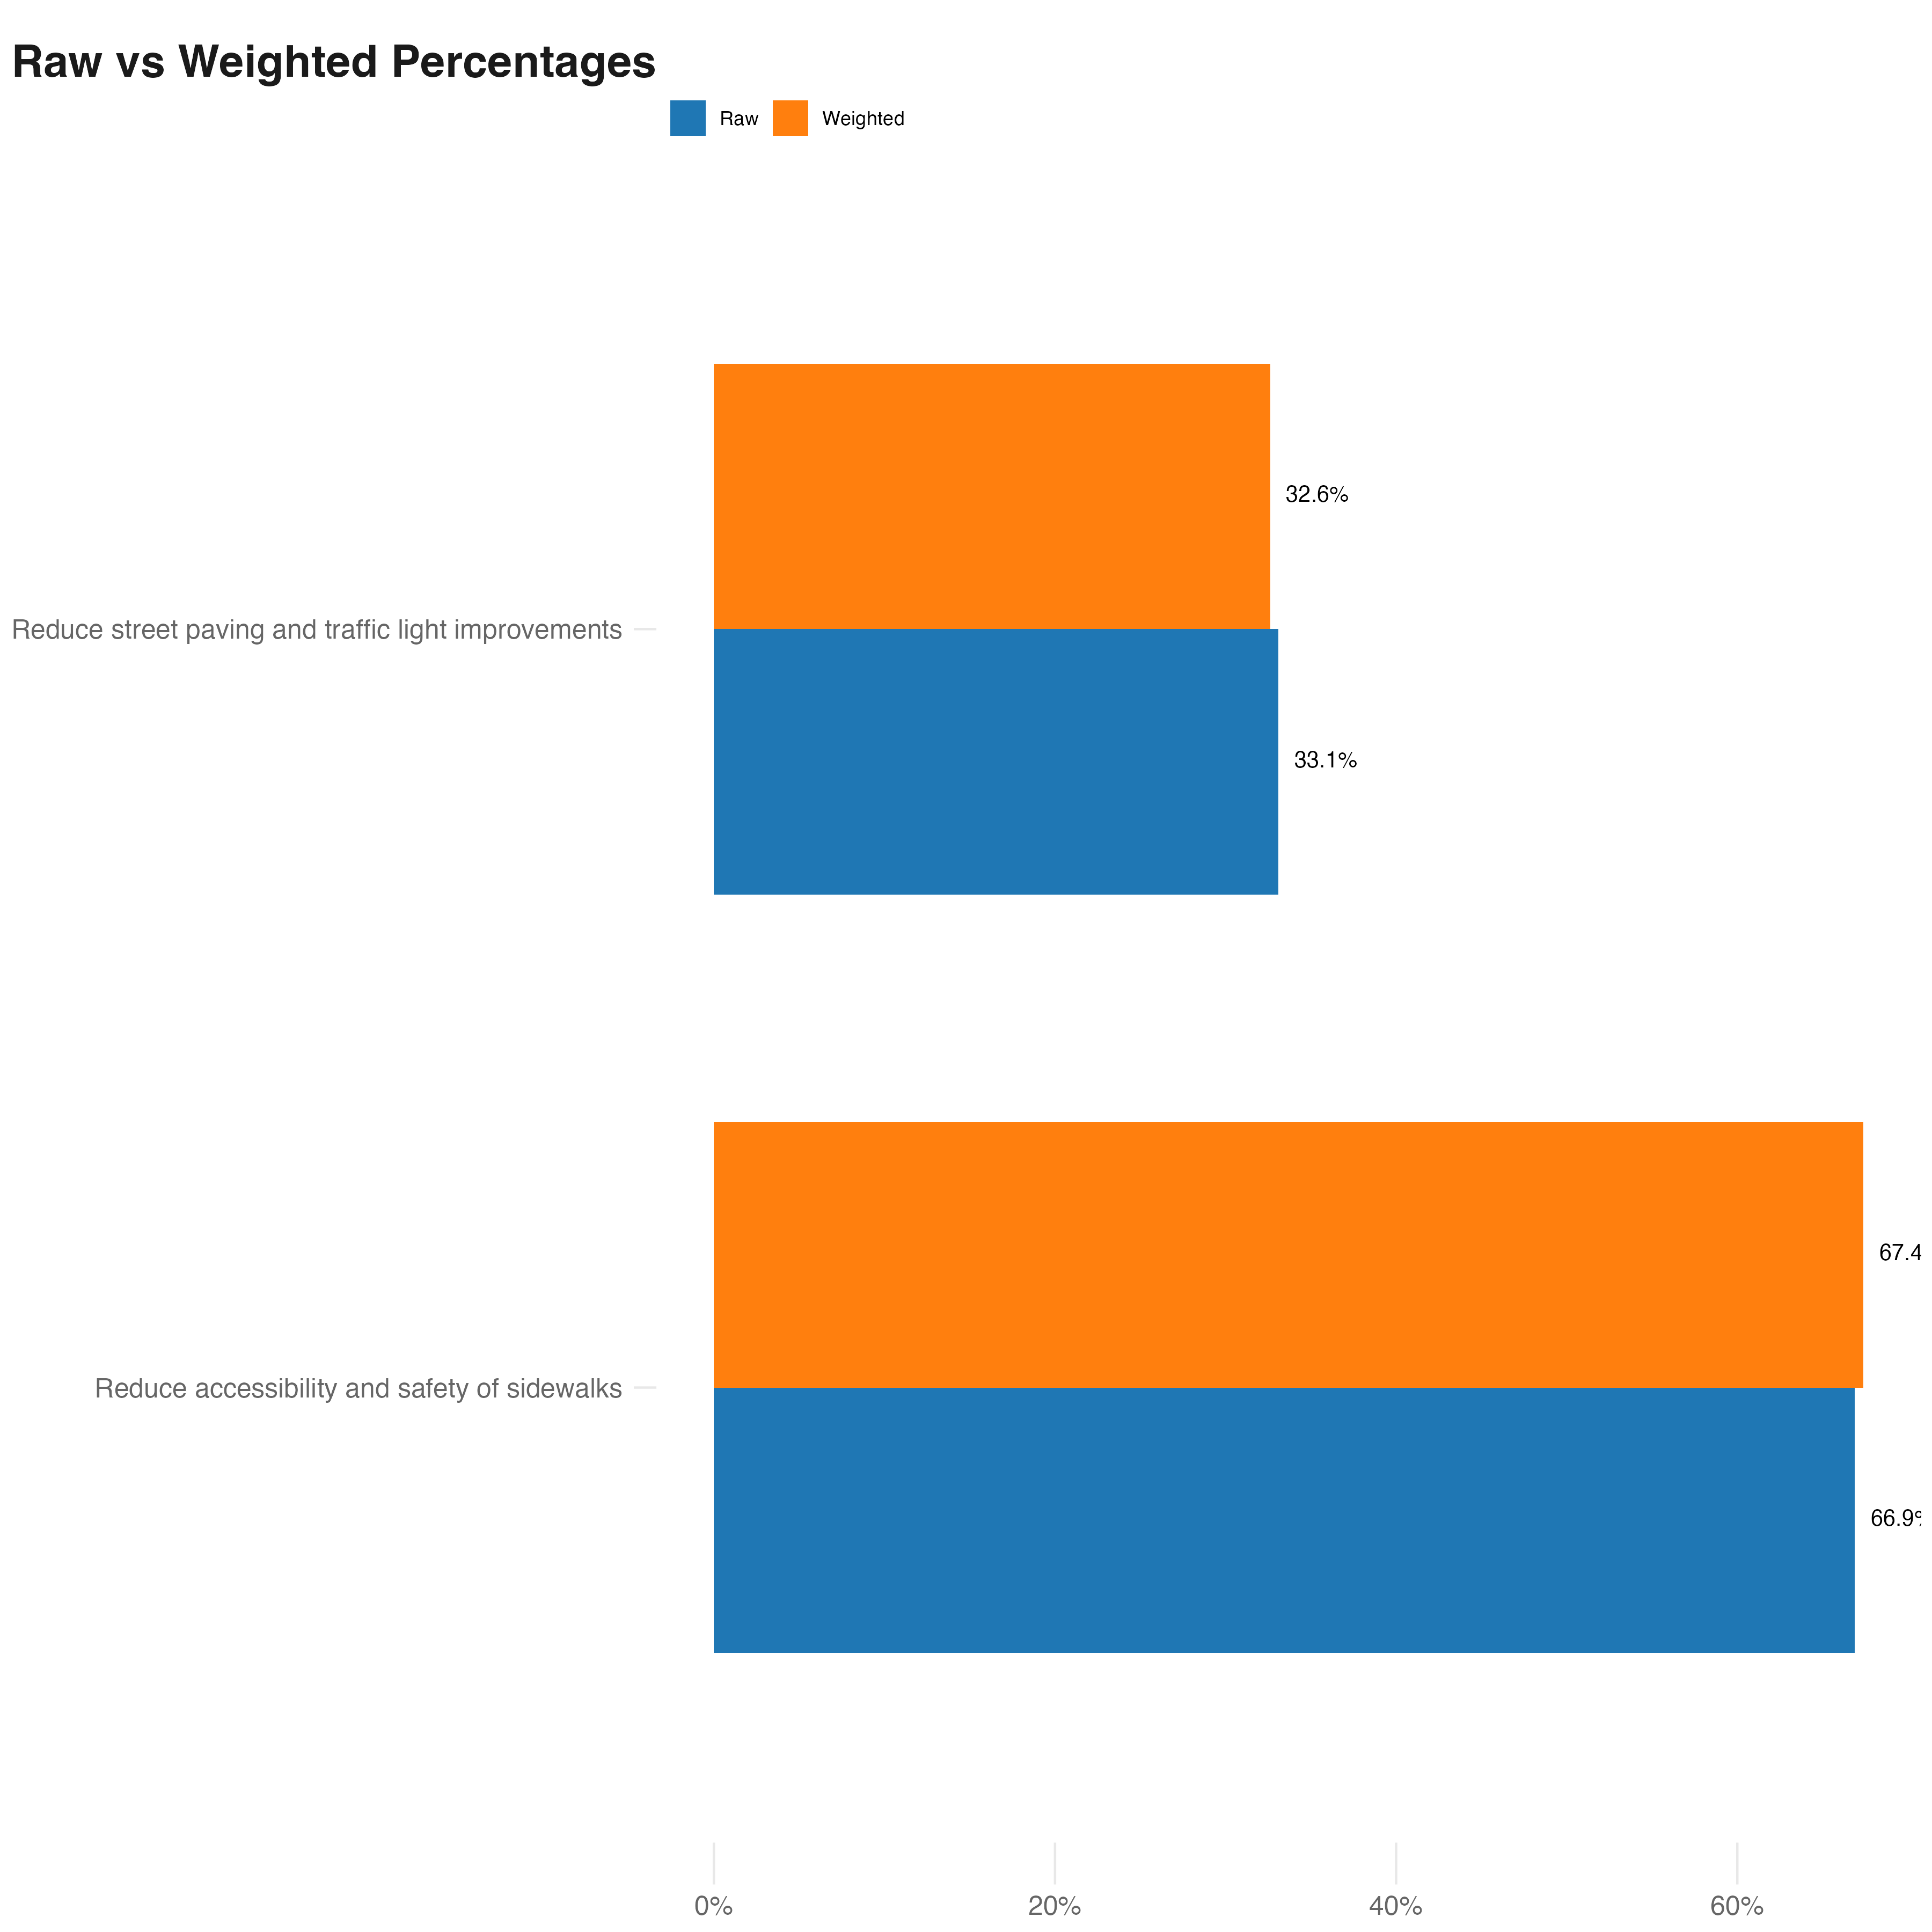 Raw vs Weighted Percentages
Raw Weighted
32.6%
Reduce street paving and traffic light improvements
33.1%
67.4
Reduce accessibility and safety of sidewalks
66.9%
0% 20% 40% 60%